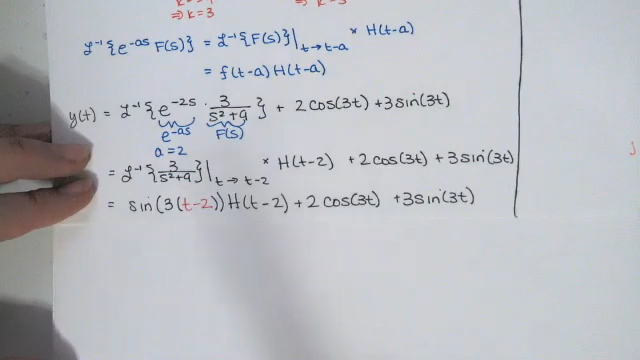 ⇒ k = 3
ℒ⁻¹{e^{-as} F(s)} = ℒ⁻¹{F(s)}|_{t→t-a} * H(t-a)
= f(t-a) H(t-a)
y(t) = ℒ⁻¹{e^{-2s} · 3/(s²+9)} + 2cos(3t) + 3sin(3t)
e^{-as} F(s)
a = 2
= ℒ⁻¹{3/(s²+9)}|_{t→t-2} * H(t-2) + 2cos(3t) + 3sin(3t)
= sin(3(t-2)) H(t-2) + 2cos(3t) + 3sin(3t)